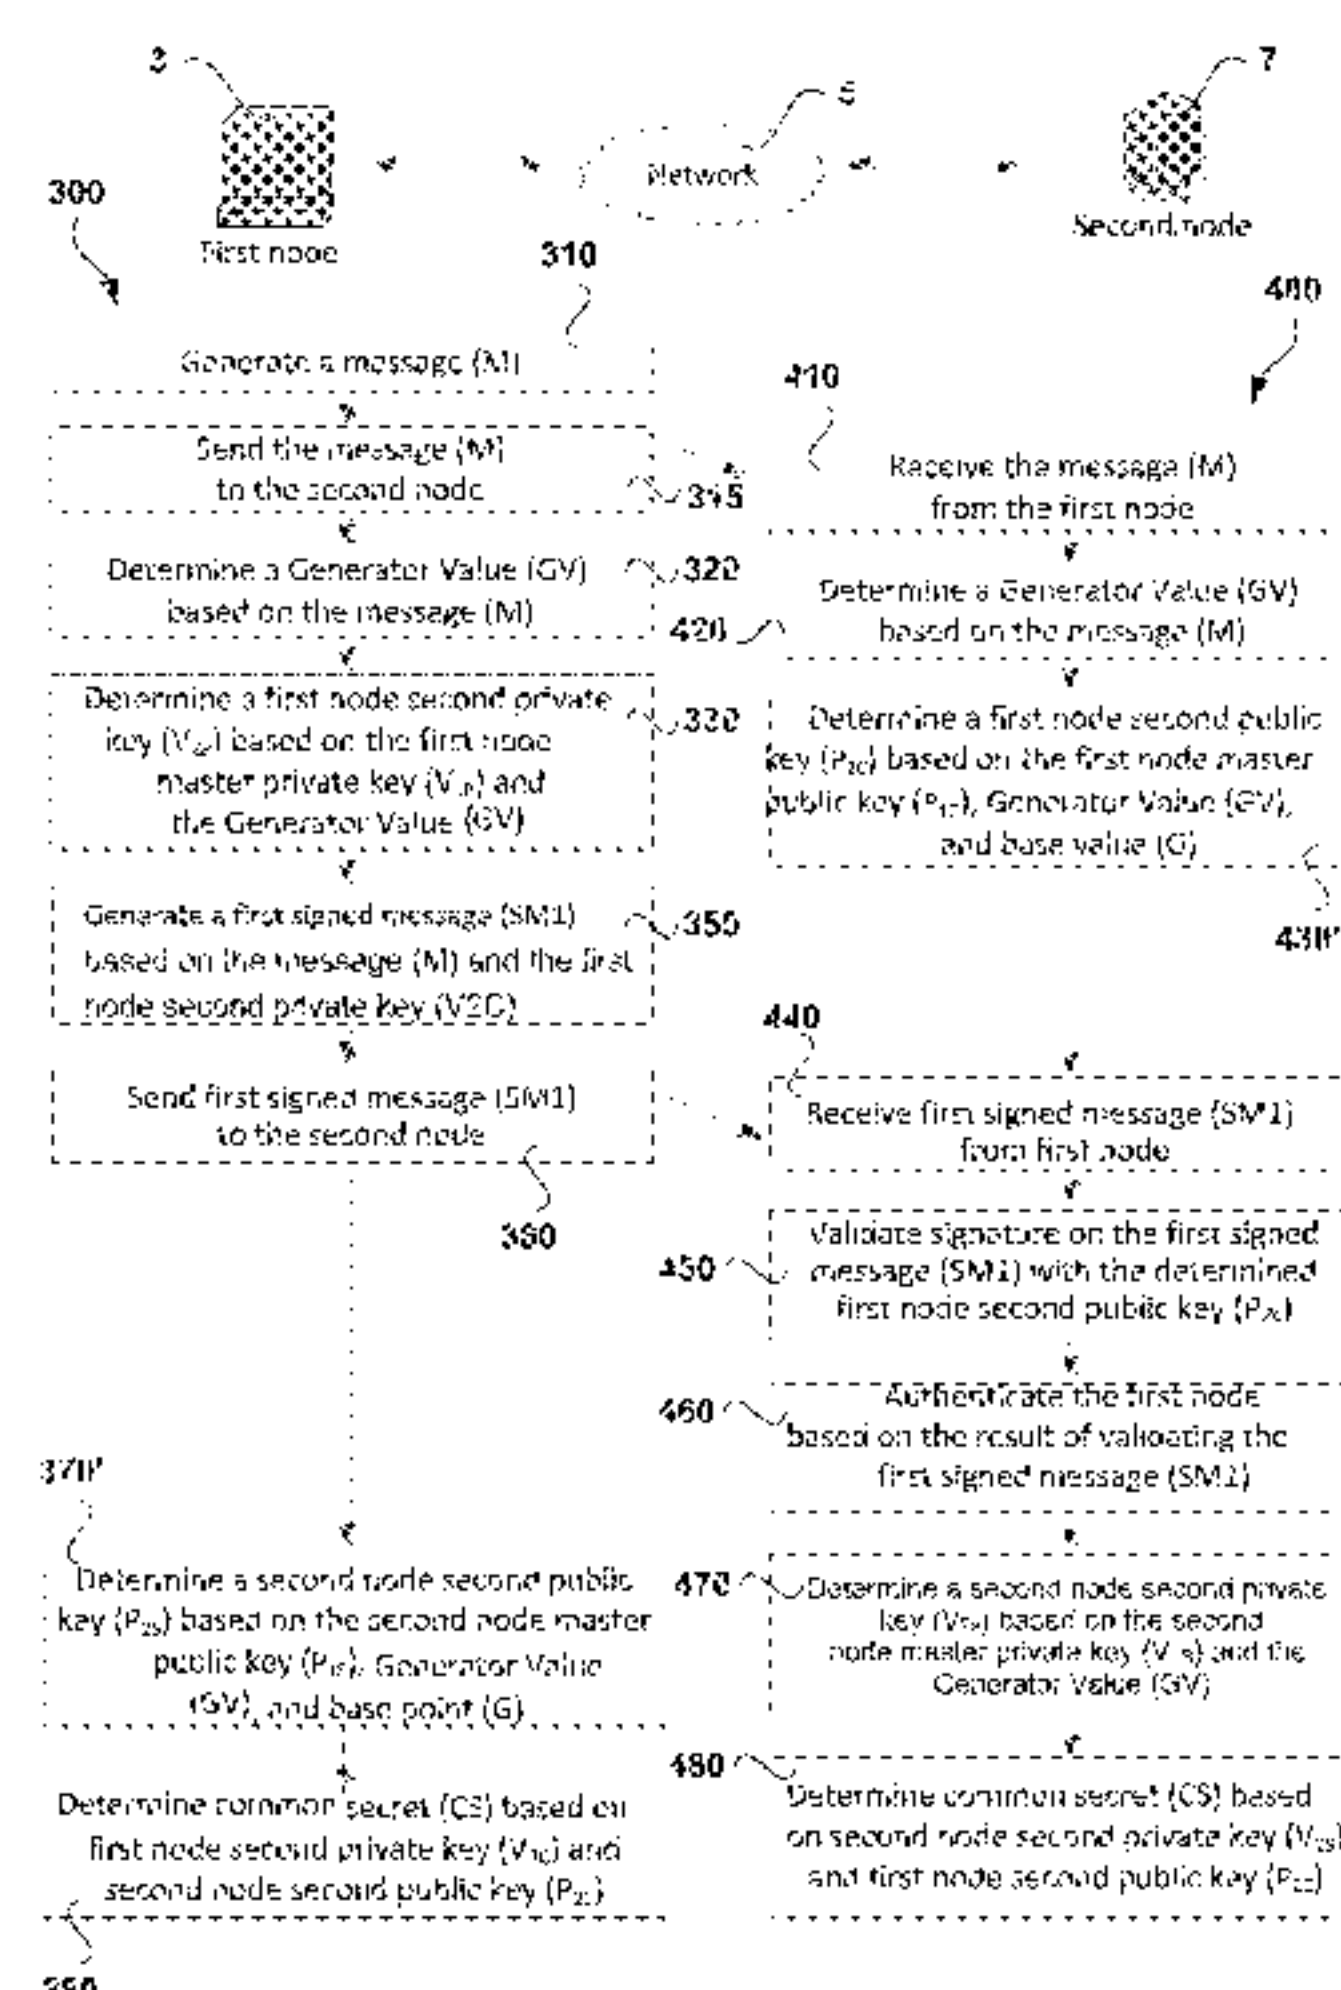 3
7
5
Network
300
First node
Second node
310
400
Generate a message (M)
410
Send the message (M)
to the second node
315
Receive the message (M)
from the first node
Determine a Generator Value (GV)
based on the message (M)
320
Determine a Generator Value (GV)
based on the message (M)
420
Determine a first node second private
key (V2C) based on the first node
master private key (V1C) and
the Generator Value (GV)
330
Determine a first node second public
key (P2C) based on the first node master
public key (P1C), Generator Value (GV),
and base value (G)
Generate a first signed message (SM1)
based on the message (M) and the first
node second private key (V2C)
350
440
Send first signed message (SM1)
to the second node
Receive first signed message (SM1)
from first node
360
Validate signature on the first signed
message (SM1) with the determined
first node second public key (P2C)
450
Authenticate the first node
based on the result of validating the
first signed message (SM1)
460
Determine a second node second public
key (P2S) based on the second node master
public key (P1S), Generator Value
(GV), and base point (G)
470
Determine a second node second private
key (V2S) based on the second
node master private key (V1S) and the
Generator Value (GV)
480
Determine common secret (CS) based on
first node second private key and
second node second public key
Determine common secret (CS) based
on second node second private key (V2S)
and first node second public key